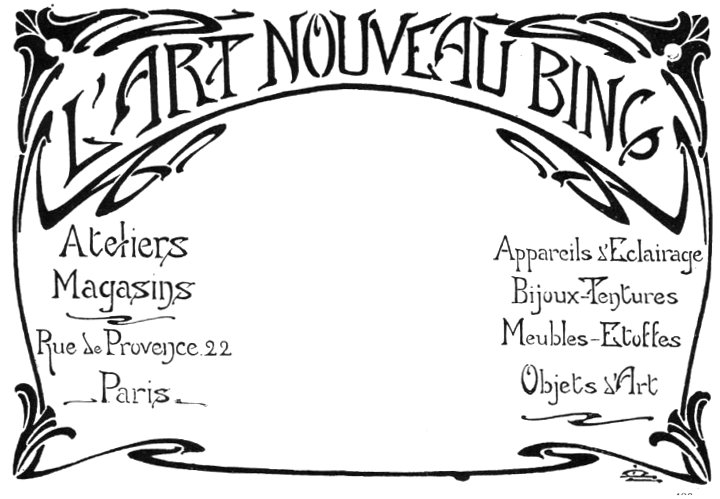 L'ART NOUVEAU BING
Ateliers
Magasins
Rue de Provence.22
Paris
Appareils d'Eclairage
Bijoux-Tentures
Meubles-Etoffes
Objets d'Art